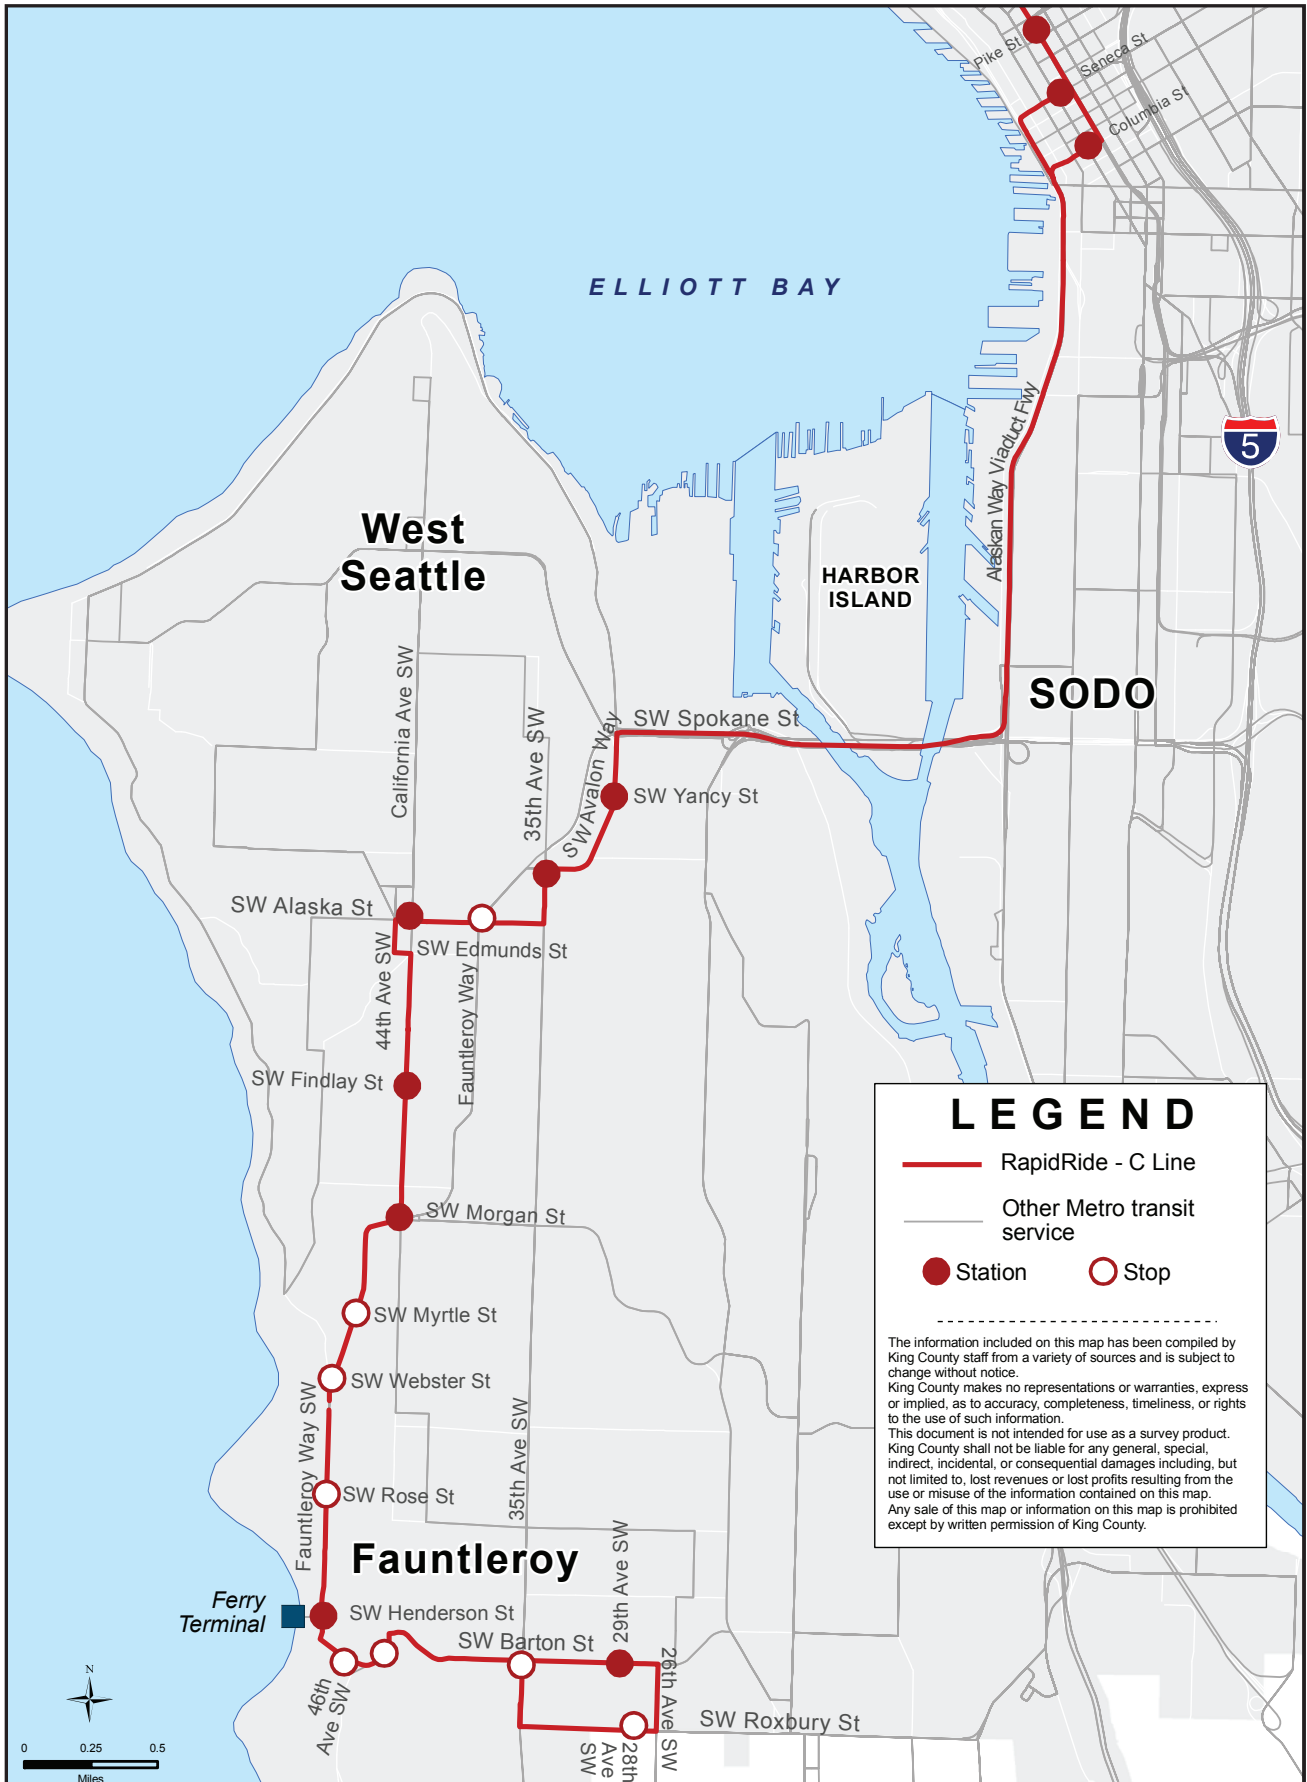 Pike St
Seneca St
Columbia St
ELLIOTT BAY
Alaskan Way Viaduct Fwy
5
West
Seattle
HARBOR
ISLAND
SODO
California Ave SW
35th Ave SW
SW Avalon Way
SW Spokane St
SW Yancy St
SW Alaska St
SW Edmunds St
44th Ave SW
Fauntleroy Way
SW Findlay St
SW Morgan St
SW Myrtle St
SW Webster St
Fauntleroy Way SW
35th Ave SW
SW Rose St
Fauntleroy
29th Ave SW
Ferry
Terminal
SW Henderson St
SW Barton St
46th
Ave SW
26th Ave SW
SW Roxbury St
28th
Ave
SW
N
0 0.25 0.5
Miles
LEGEND
RapidRide - C Line
Other Metro transit
service
Station Stop
The information included on this map has been compiled by
King County staff from a variety of sources and is subject to
change without notice.
King County makes no representations or warranties, express
or implied, as to accuracy, completeness, timeliness, or rights
to the use of such information.
This document is not intended for use as a survey product.
King County shall not be liable for any general, special,
indirect, incidental, or consequential damages including, but
not limited to, lost revenues or lost profits resulting from the
use or misuse of the information contained on this map.
Any sale of this map or information on this map is prohibited
except by written permission of King County.